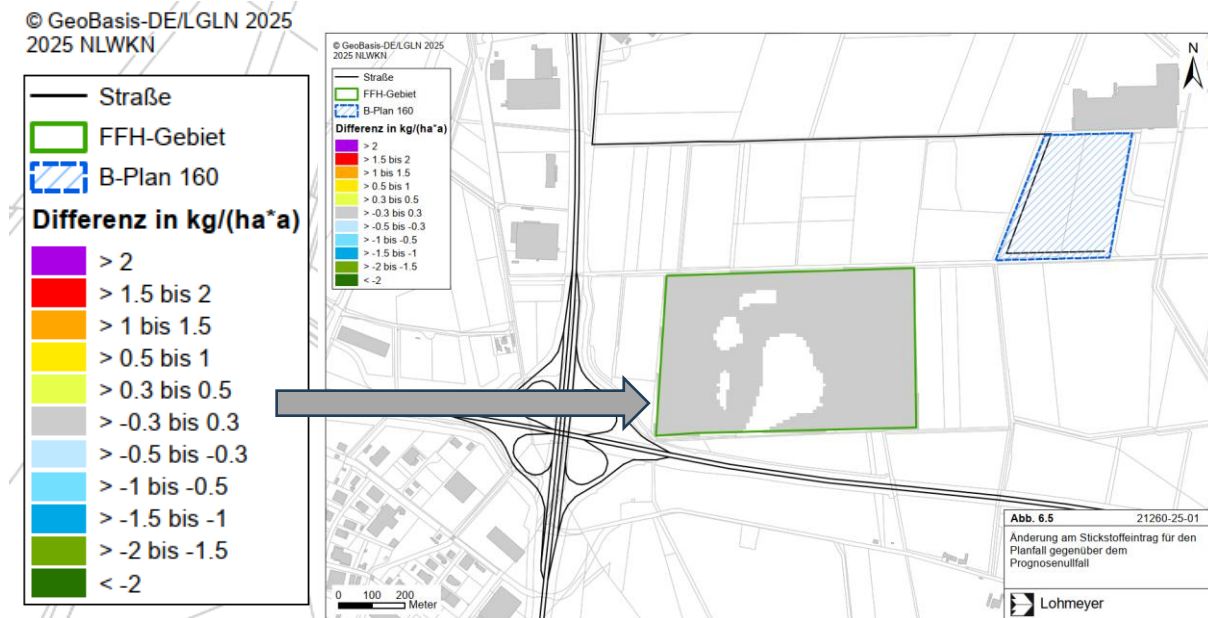 © GeoBasis-DE/LGLN 2025
2025 NLWKN
Straße
FFH-Gebiet
B-Plan 160
Differenz in kg/(ha*a)
> 2
> 1.5 bis 2
> 1 bis 1.5
> 0.5 bis 1
> 0.3 bis 0.5
> -0.3 bis 0.3
> -0.5 bis -0.3
> -1 bis -0.5
> -1.5 bis -1
> -2 bis -1.5
< -2
© GeoBasis-DE/LGLN 2025
2025 NLWKN
Straße
FFH-Gebiet
B-Plan 160
Differenz in kg/(ha*a)
> 2
> 1.5 bis 2
> 1 bis 1.5
> 0.5 bis 1
> 0.3 bis 0.5
> -0.3 bis 0.3
> -0.5 bis -0.3
> -1 bis -0.5
> -1.5 bis -1
> -2 bis -1.5
< -2
N
0 100 200
Meter
Abb. 6.5 21260-25-01
Änderung am Stickstoffeintrag für den
Planfall gegenüber dem
Prognosenullfall
Lohmeyer